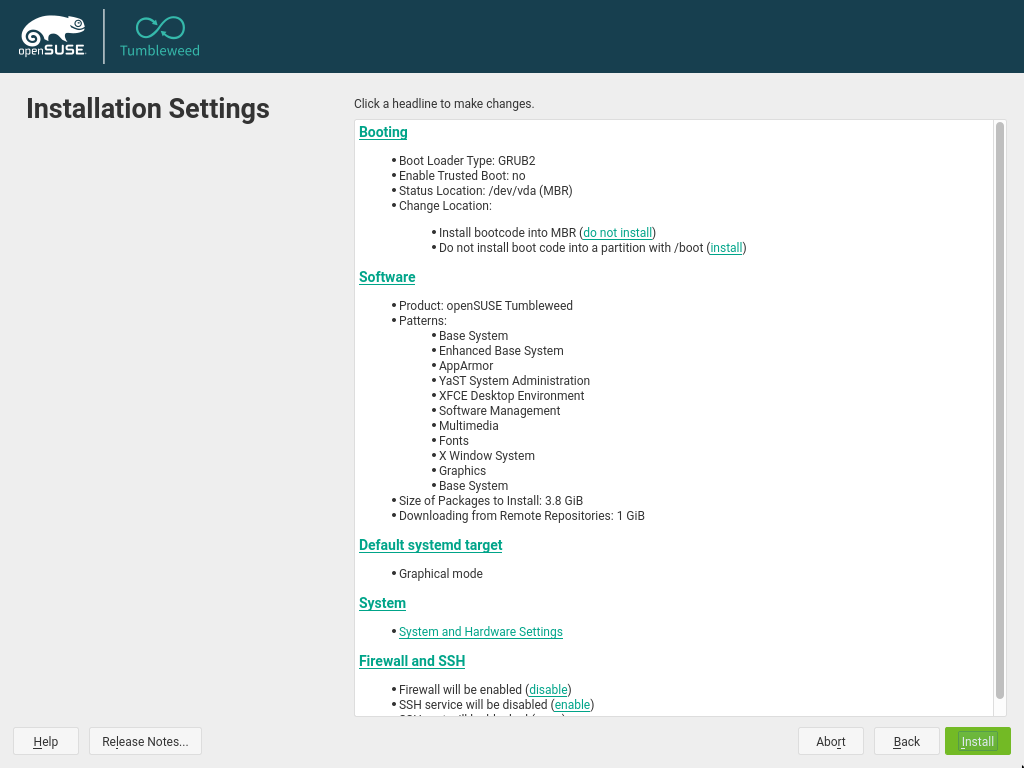 openSUSE
Tumbleweed
Installation Settings
Click a headline to make changes.
Booting
• Boot Loader Type: GRUB2
• Enable Trusted Boot: no
• Status Location: /dev/vda (MBR)
• Change Location:
• Install bootcode into MBR (do not install)
• Do not install boot code into a partition with /boot (install)
Software
• Product: openSUSE Tumbleweed
• Patterns:
• Base System
• Enhanced Base System
• AppArmor
• YaST System Administration
• XFCE Desktop Environment
• Software Management
• Multimedia
• Fonts
• X Window System
• Graphics
• Base System
• Size of Packages to Install: 3.8 GiB
• Downloading from Remote Repositories: 1 GiB
Default systemd target
• Graphical mode
System
• System and Hardware Settings
Firewall and SSH
• Firewall will be enabled (disable)
• SSH service will be disabled (enable)
Help
Release Notes...
Abort
Back
Install